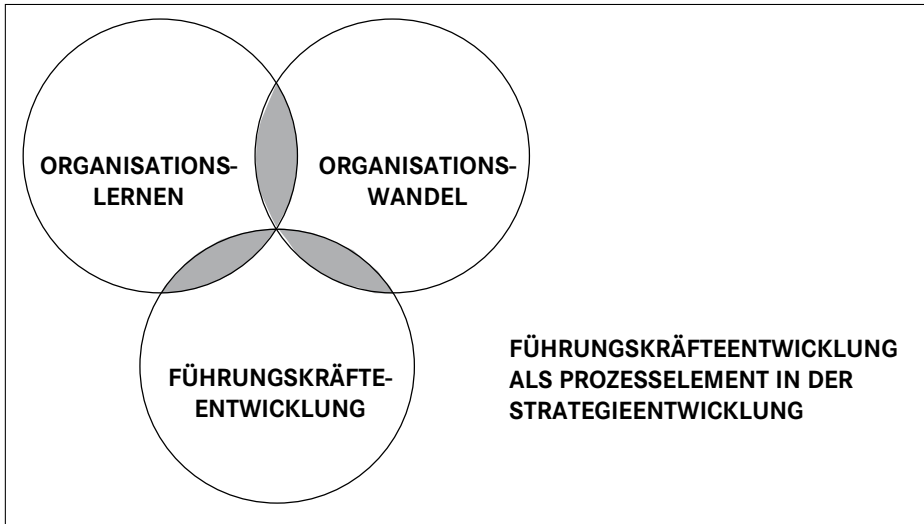 ORGANISATIONS-
LERNEN
ORGANISATIONS-
WANDEL
FÜHRUNGSKRÄFTE-
ENTWICKLUNG
FÜHRUNGSKRÄFTEENTWICKLUNG
ALS PROZESSELEMENT IN DER
STRATEGIEENTWICKLUNG